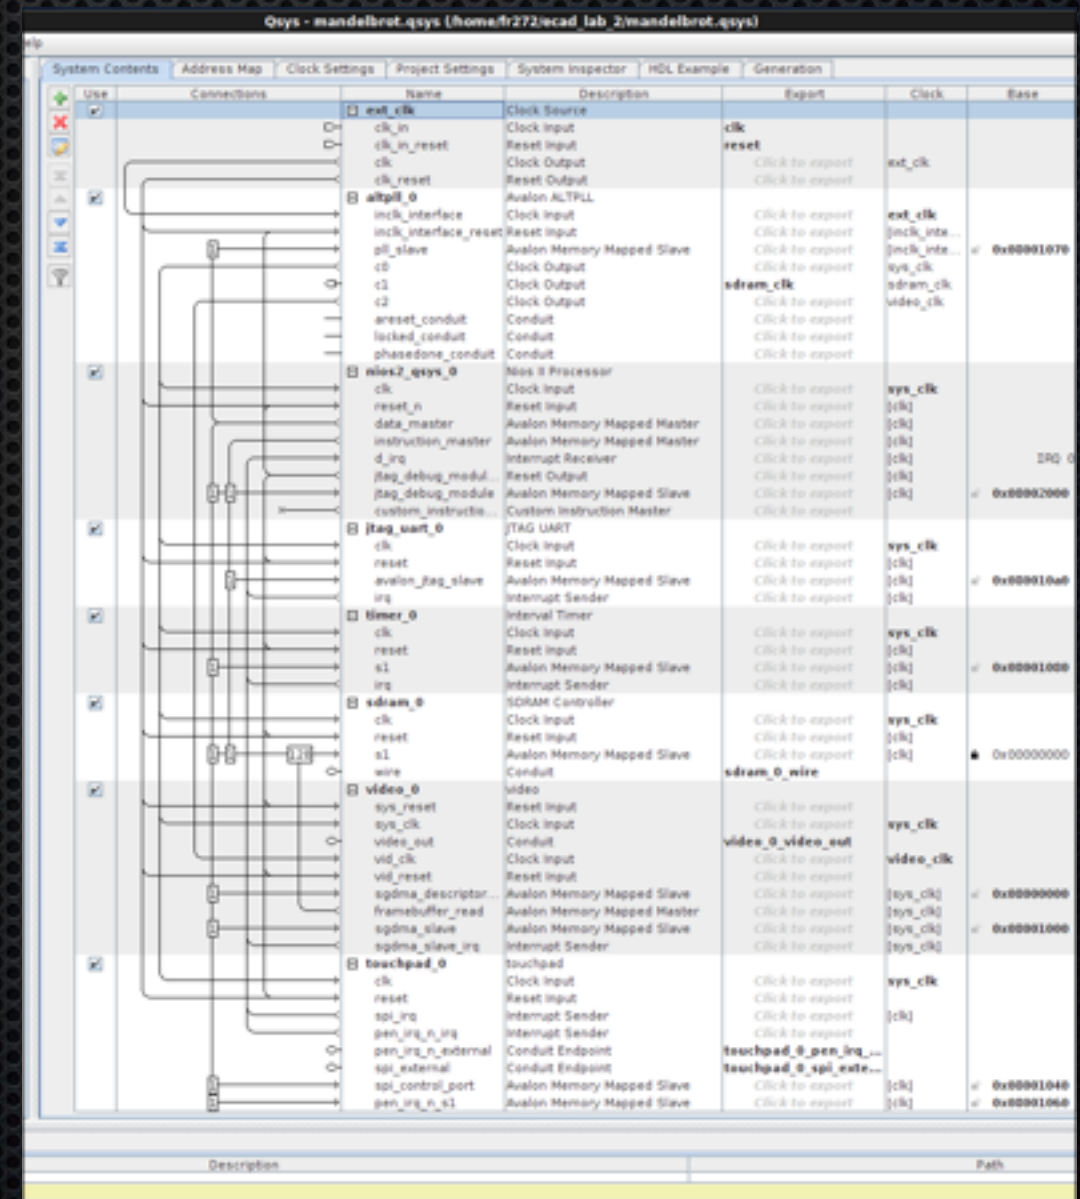 Qsys - mandelbrot.qsys (/home/fr272/ecad_lab_2/mandelbrot.qsys)
elp
System Contents Address Map Clock Settings Project Settings System Inspector HDL Example Generation
Use Connections Name Description Export Clock Base
ext_clk Clock Source
clk_in Clock Input clk
clk_in_reset Reset Input reset
clk Clock Output Click to export ext_clk
clk_reset Reset Output Click to export
altpll_0 Avalon ALTPLL
inclk_interface Clock Input Click to export ext_clk
inclk_interface_reset Reset Input Click to export [inclk_inte...
pll_slave Avalon Memory Mapped Slave Click to export [inclk_inte... 0x00001070
c0 Clock Output Click to export sys_clk
c1 Clock Output sdram_clk sdram_clk
c2 Clock Output Click to export video_clk
areset_conduit Conduit Click to export
locked_conduit Conduit Click to export
phasedone_conduit Conduit Click to export
nios2_qsys_0 Nios II Processor
clk Clock Input Click to export sys_clk
reset_n Reset Input Click to export [clk]
data_master Avalon Memory Mapped Master Click to export [clk]
instruction_master Avalon Memory Mapped Master Click to export [clk]
d_irq Interrupt Receiver Click to export [clk] IRQ 0
jtag_debug_modul... Reset Output Click to export [clk]
jtag_debug_module Avalon Memory Mapped Slave Click to export [clk] 0x00002000
custom_instructio... Custom Instruction Master Click to export
jtag_uart_0 JTAG UART
clk Clock Input Click to export sys_clk
reset Reset Input Click to export [clk]
avalon_jtag_slave Avalon Memory Mapped Slave Click to export [clk] 0x000010a0
irq Interrupt Sender Click to export [clk]
timer_0 Interval Timer
clk Clock Input Click to export sys_clk
reset Reset Input Click to export [clk]
s1 Avalon Memory Mapped Slave Click to export [clk] 0x00001080
irq Interrupt Sender Click to export [clk]
sdram_0 SDRAM Controller
clk Clock Input Click to export sys_clk
reset Reset Input Click to export [clk]
s1 Avalon Memory Mapped Slave Click to export [clk] 0x00000000
wire Conduit sdram_0_wire
video_0 video
sys_reset Reset Input Click to export
sys_clk Clock Input Click to export sys_clk
video_out Conduit video_0_video_out
vid_clk Clock Input Click to export video_clk
vid_reset Reset Input Click to export
sgdma_descriptor... Avalon Memory Mapped Slave Click to export [sys_clk] 0x00000000
framebuffer_read Avalon Memory Mapped Master Click to export [sys_clk]
sgdma_slave Avalon Memory Mapped Slave Click to export [sys_clk] 0x00001000
sgdma_slave_irq Interrupt Sender Click to export [sys_clk]
touchpad_0 touchpad
clk Clock Input Click to export sys_clk
reset Reset Input Click to export
spi_irq Interrupt Sender Click to export [clk]
pen_irq_n_irq Interrupt Sender Click to export
pen_irq_n_external Conduit Endpoint touchpad_0_pen_irq_...
spi_external Conduit Endpoint touchpad_0_spi_exte...
spi_control_port Avalon Memory Mapped Slave Click to export [clk] 0x00001040
pen_irq_n_s1 Avalon Memory Mapped Slave Click to export [clk] 0x00001060
Description Path